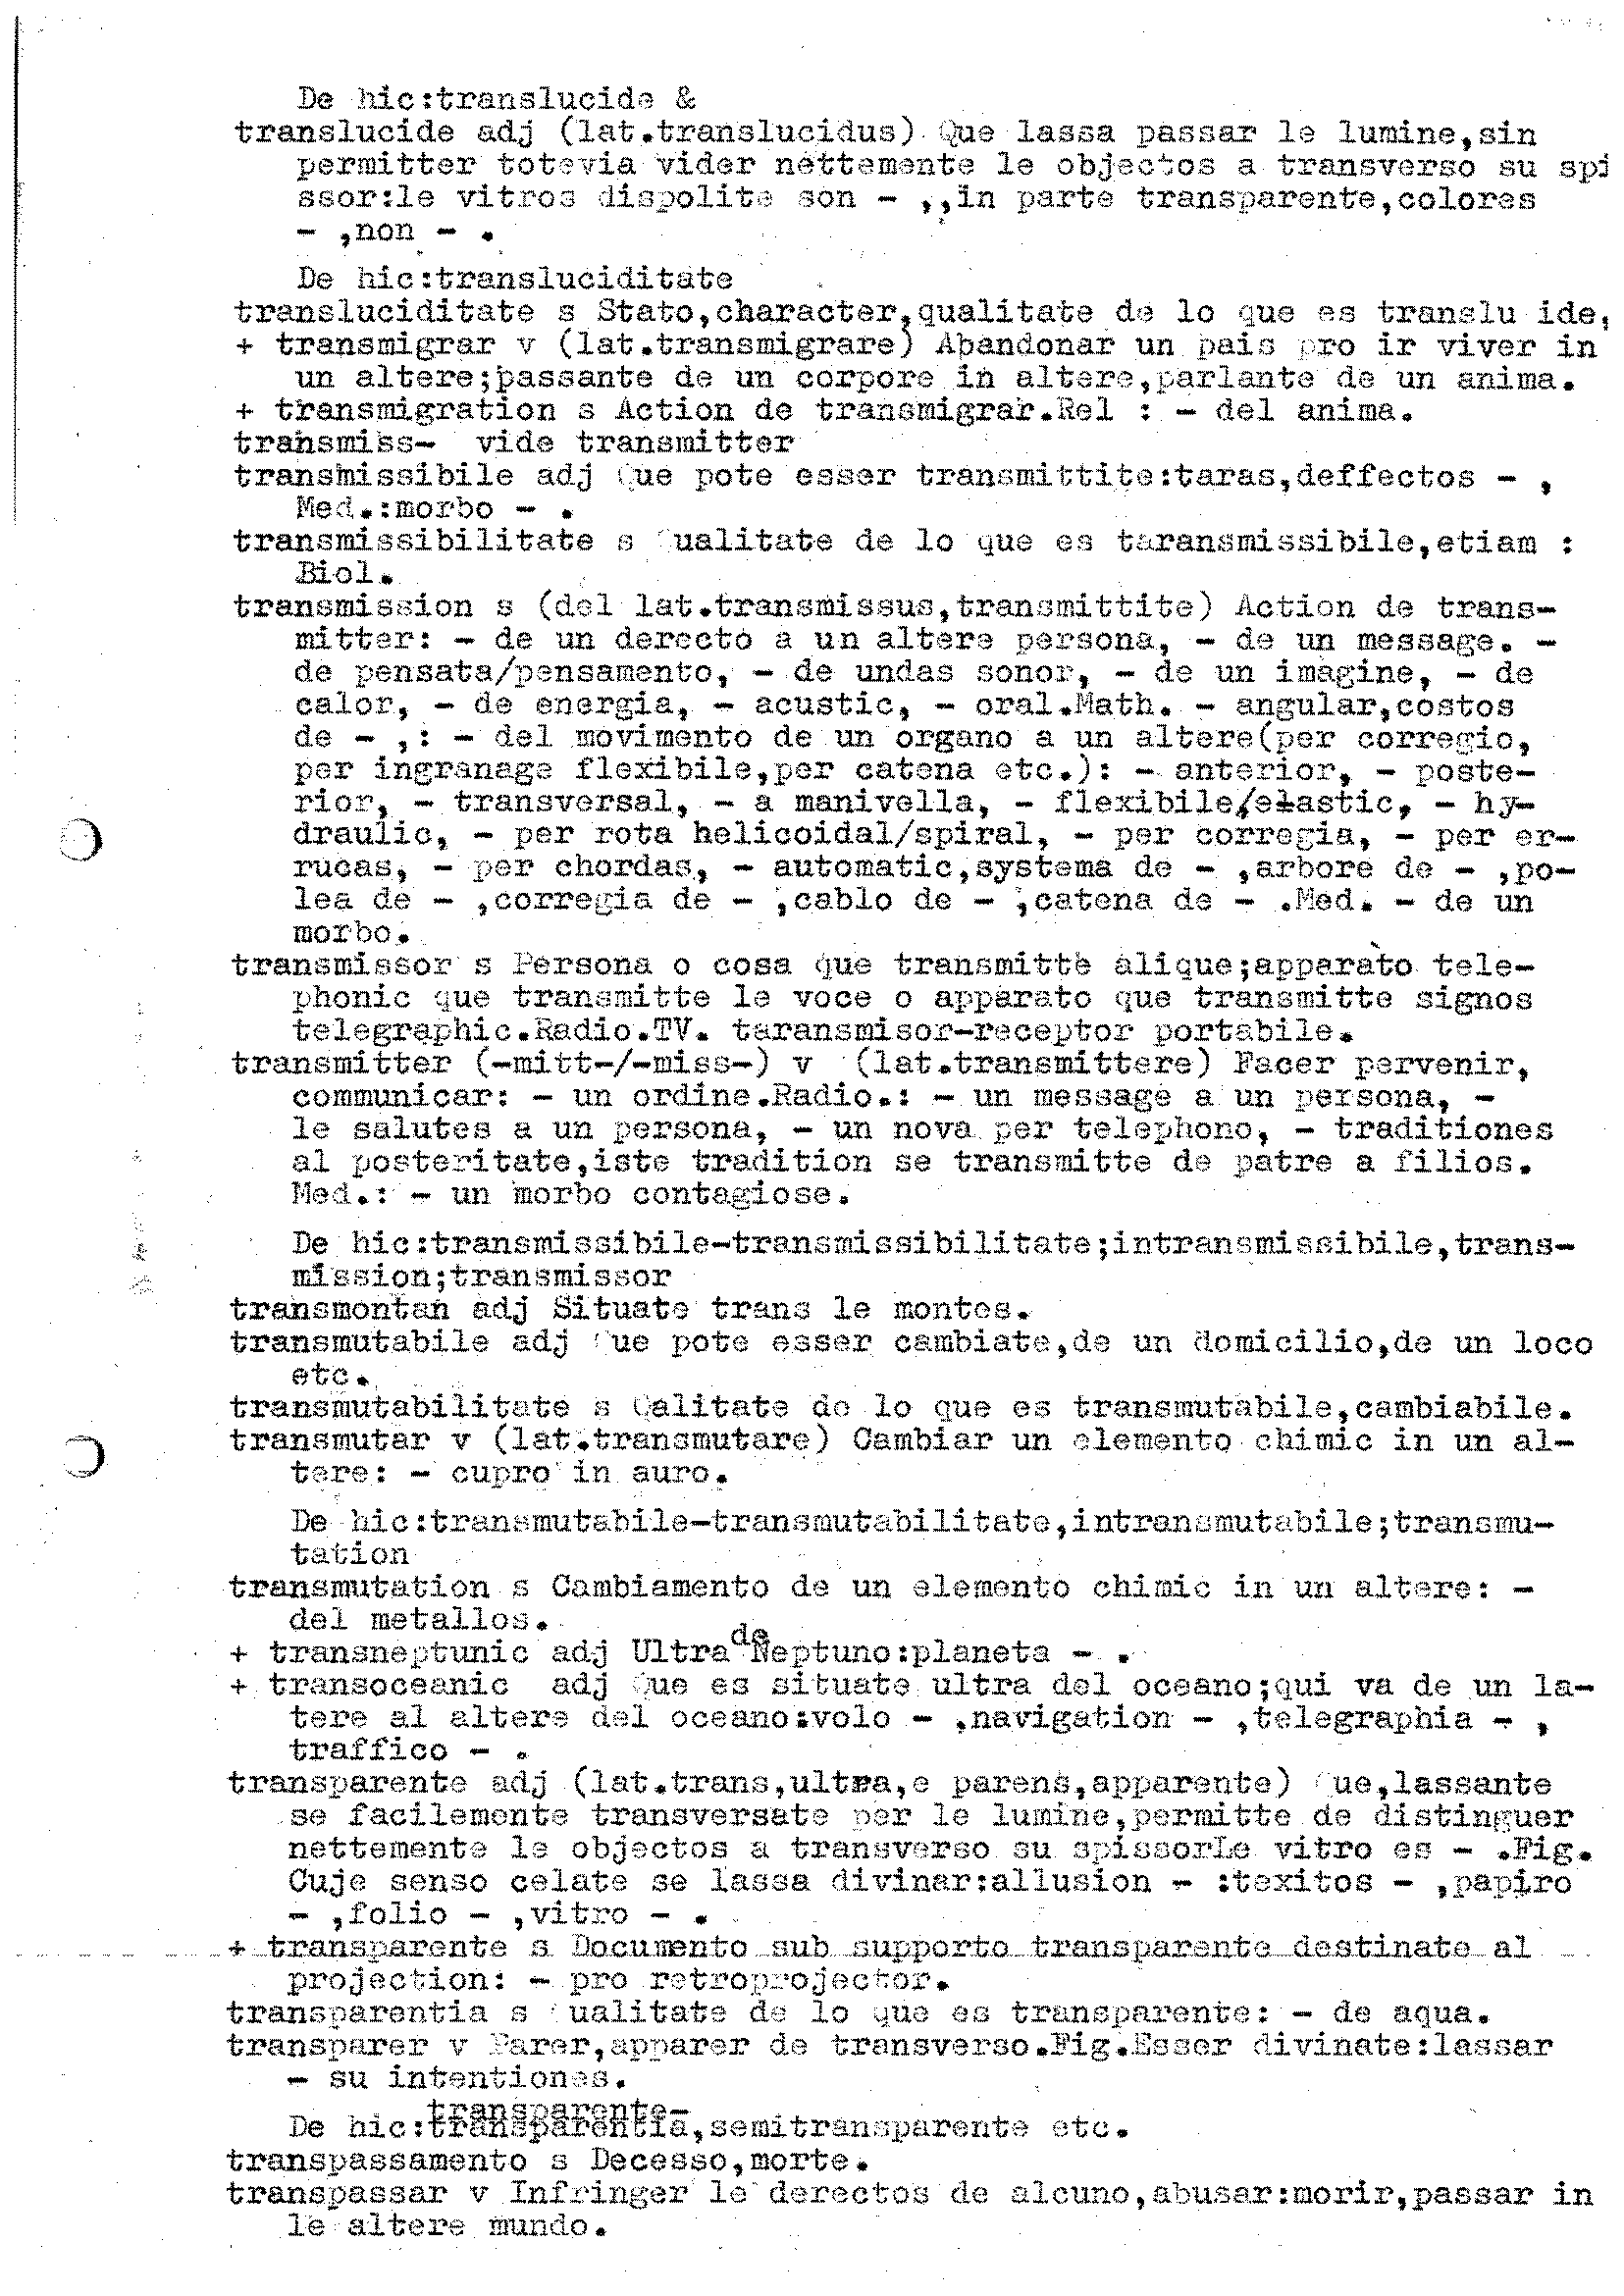 De hic:translucide &
translucide adj (lat.translucidus) Que lassa passar le lumine,sin
permitter totevia vider nettemente le objectos a transverso su spi
ssor:le vitros dispolite son - ,,in parte transparente,colores
- ,non - .
De hic:transluciditate
transluciditate s Stato,character,qualitate de lo que es translu ide,
+ transmigrar v (lat.transmigrare) Abandonar un pais pro ir viver in
un altere;passante de un corpore in altere,parlante de un anima.
+ transmigration s Action de transmigrar.Rel : - del anima.
transmiss- vide transmitter
transmissibile adj Que pote esser transmittite:taras,deffectos - ,
Med.:morbo - .
transmissibilitate s Qualitate de lo que es taransmissibile,etiam :
Biol.
transmission s (del lat.transmissus,transmittite) Action de trans-
mitter: - de un derecto a un altere persona, - de un message. -
de pensata/pensamento, - de undas sonor, - de un imagine, - de
calor, - de energia, - acustic, - oral.Math. - angular,costos
de - ,: - del movimento de un organo a un altere(per corregio,
per ingranage flexibile,per catena etc.): - anterior, - poste-
rior, - transversal, - a manivella, - flexibile/elastic, - hy-
draulic, - per rota helicoidal/spiral, - per corregia, - per er-
rucas, - per chordas, - automatic,systema de - ,arbore de - ,po-
lea de - ,corregia de - ,cablo de - ,catena de - .Med. - de un
morbo.
transmissor s Persona o cosa que transmitte alique;apparato tele-
phonic que transmitte le voce o apparato que transmitte signos
telegraphic.Radio.TV. taransmisor-receptor portabile.
transmitter (-mitt-/-miss-) v (lat.transmittere) Facer pervenir,
communicar: - un ordine.Radio.: - un message a un persona, -
le salutes a un persona, - un nova per telephono, - traditiones
al posteritate,iste tradition se transmitte de patre a filios.
Med.: - un morbo contagiose.
De hic:transmissibile-transmissibilitate;intransmissibile,trans-
mission;transmissor
transmontan adj Situate trans le montes.
transmutabile adj Que pote esser cambiate,de un domicilio,de un loco
etc.
transmutabilitate s Qalitate de lo que es transmutabile,cambiabile.
transmutar v (lat.transmutare) Cambiar un elemento chimic in un al-
tere: - cupro in auro.
De hic:transmutabile-transmutabilitate,intransmutabile;transmu-
tation
transmutation s Cambiamento de un elemento chimic in un altere: -
del metallos.
+ transneptunic adj Ultra de Neptuno:planeta - .
+ transoceanic adj Que es situate ultra del oceano;qui va de un la-
tere al altere del oceano:volo - ,navigation - ,telegraphia - ,
traffico - .
transparente adj (lat.trans,ultra,e parens,apparente) Que,lassante
se facilemente transversate per le lumine,permitte de distinguer
nettemente le objectos a transverso su spissorLe vitro es - .Fig.
Cuje senso celate se lassa divinar:allusion - :texitos - ,papiro
- ,folio - ,vitro - .
+ transparente s Documento sub supporto transparente destinate al
projection: - pro retroprojector.
transparentia s Qualitate de lo que es transparente: - de aqua.
transparer v Parer,apparer de transverso.Fig.Esser divinate:lassar
- su intentiones.
transparente-
De hic:transparentia,semitransparente etc.
transpassamento s Decesso,morte.
transpassar v Infringer le derectos de alcuno,abusar:morir,passar in
le altere mundo.